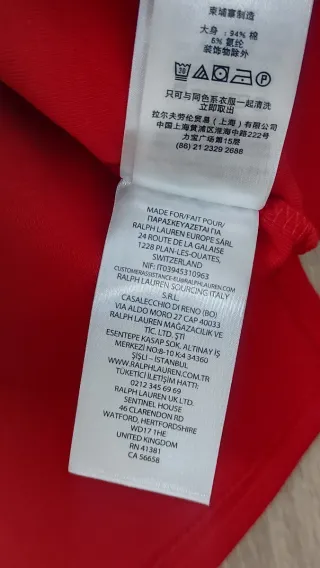 柬埔寨制造
大身：94% 棉
6% 氨纶
装饰物除外
30
只可与同色系衣服一起清洗
立即取出
拉尔夫劳伦贸易（上海）有限公司
中国上海黄浦区淮海中路222号
力宝广场第15层
(86) 21 2329 2688
MADE FOR/FAIT POUR/
ΠΑΡΑΣΚΕΥΑΖΕΤΑΙ ΓΙΑ
RALPH LAUREN EUROPE SARL
24 ROUTE DE LA GALAISE
1228 PLAN-LES-OUATES,
SWITZERLAND
NIF: IT03945310963
CUSTOMERASSISTANCE-EU@RALPHLAUREN.COM
RALPH LAUREN SOURCING ITALY
S.R.L.
CASALECCHIO DI RENO (BO)
VIA ALDO MORO 27 CAP 40033
RALPH LAUREN MAĞAZACILIK VE
TİC. LTD. ŞTİ
ESENTEPE KASAP SOK. ALTINAY İŞ
MERKEZİ NO:8-10 K:4 34360
ŞİŞLİ – İSTANBUL
WWW.RALPHLAUREN.COM.TR
TÜKETİCİ İLETİŞİM HATTI:
0212 345 69 69
RALPH LAUREN UK LTD.
SENTINEL HOUSE
46 CLARENDON RD
WATFORD, HERTFORDSHIRE
WD17 1HE
UNITED KINGDOM
RN 41381
CA 56658